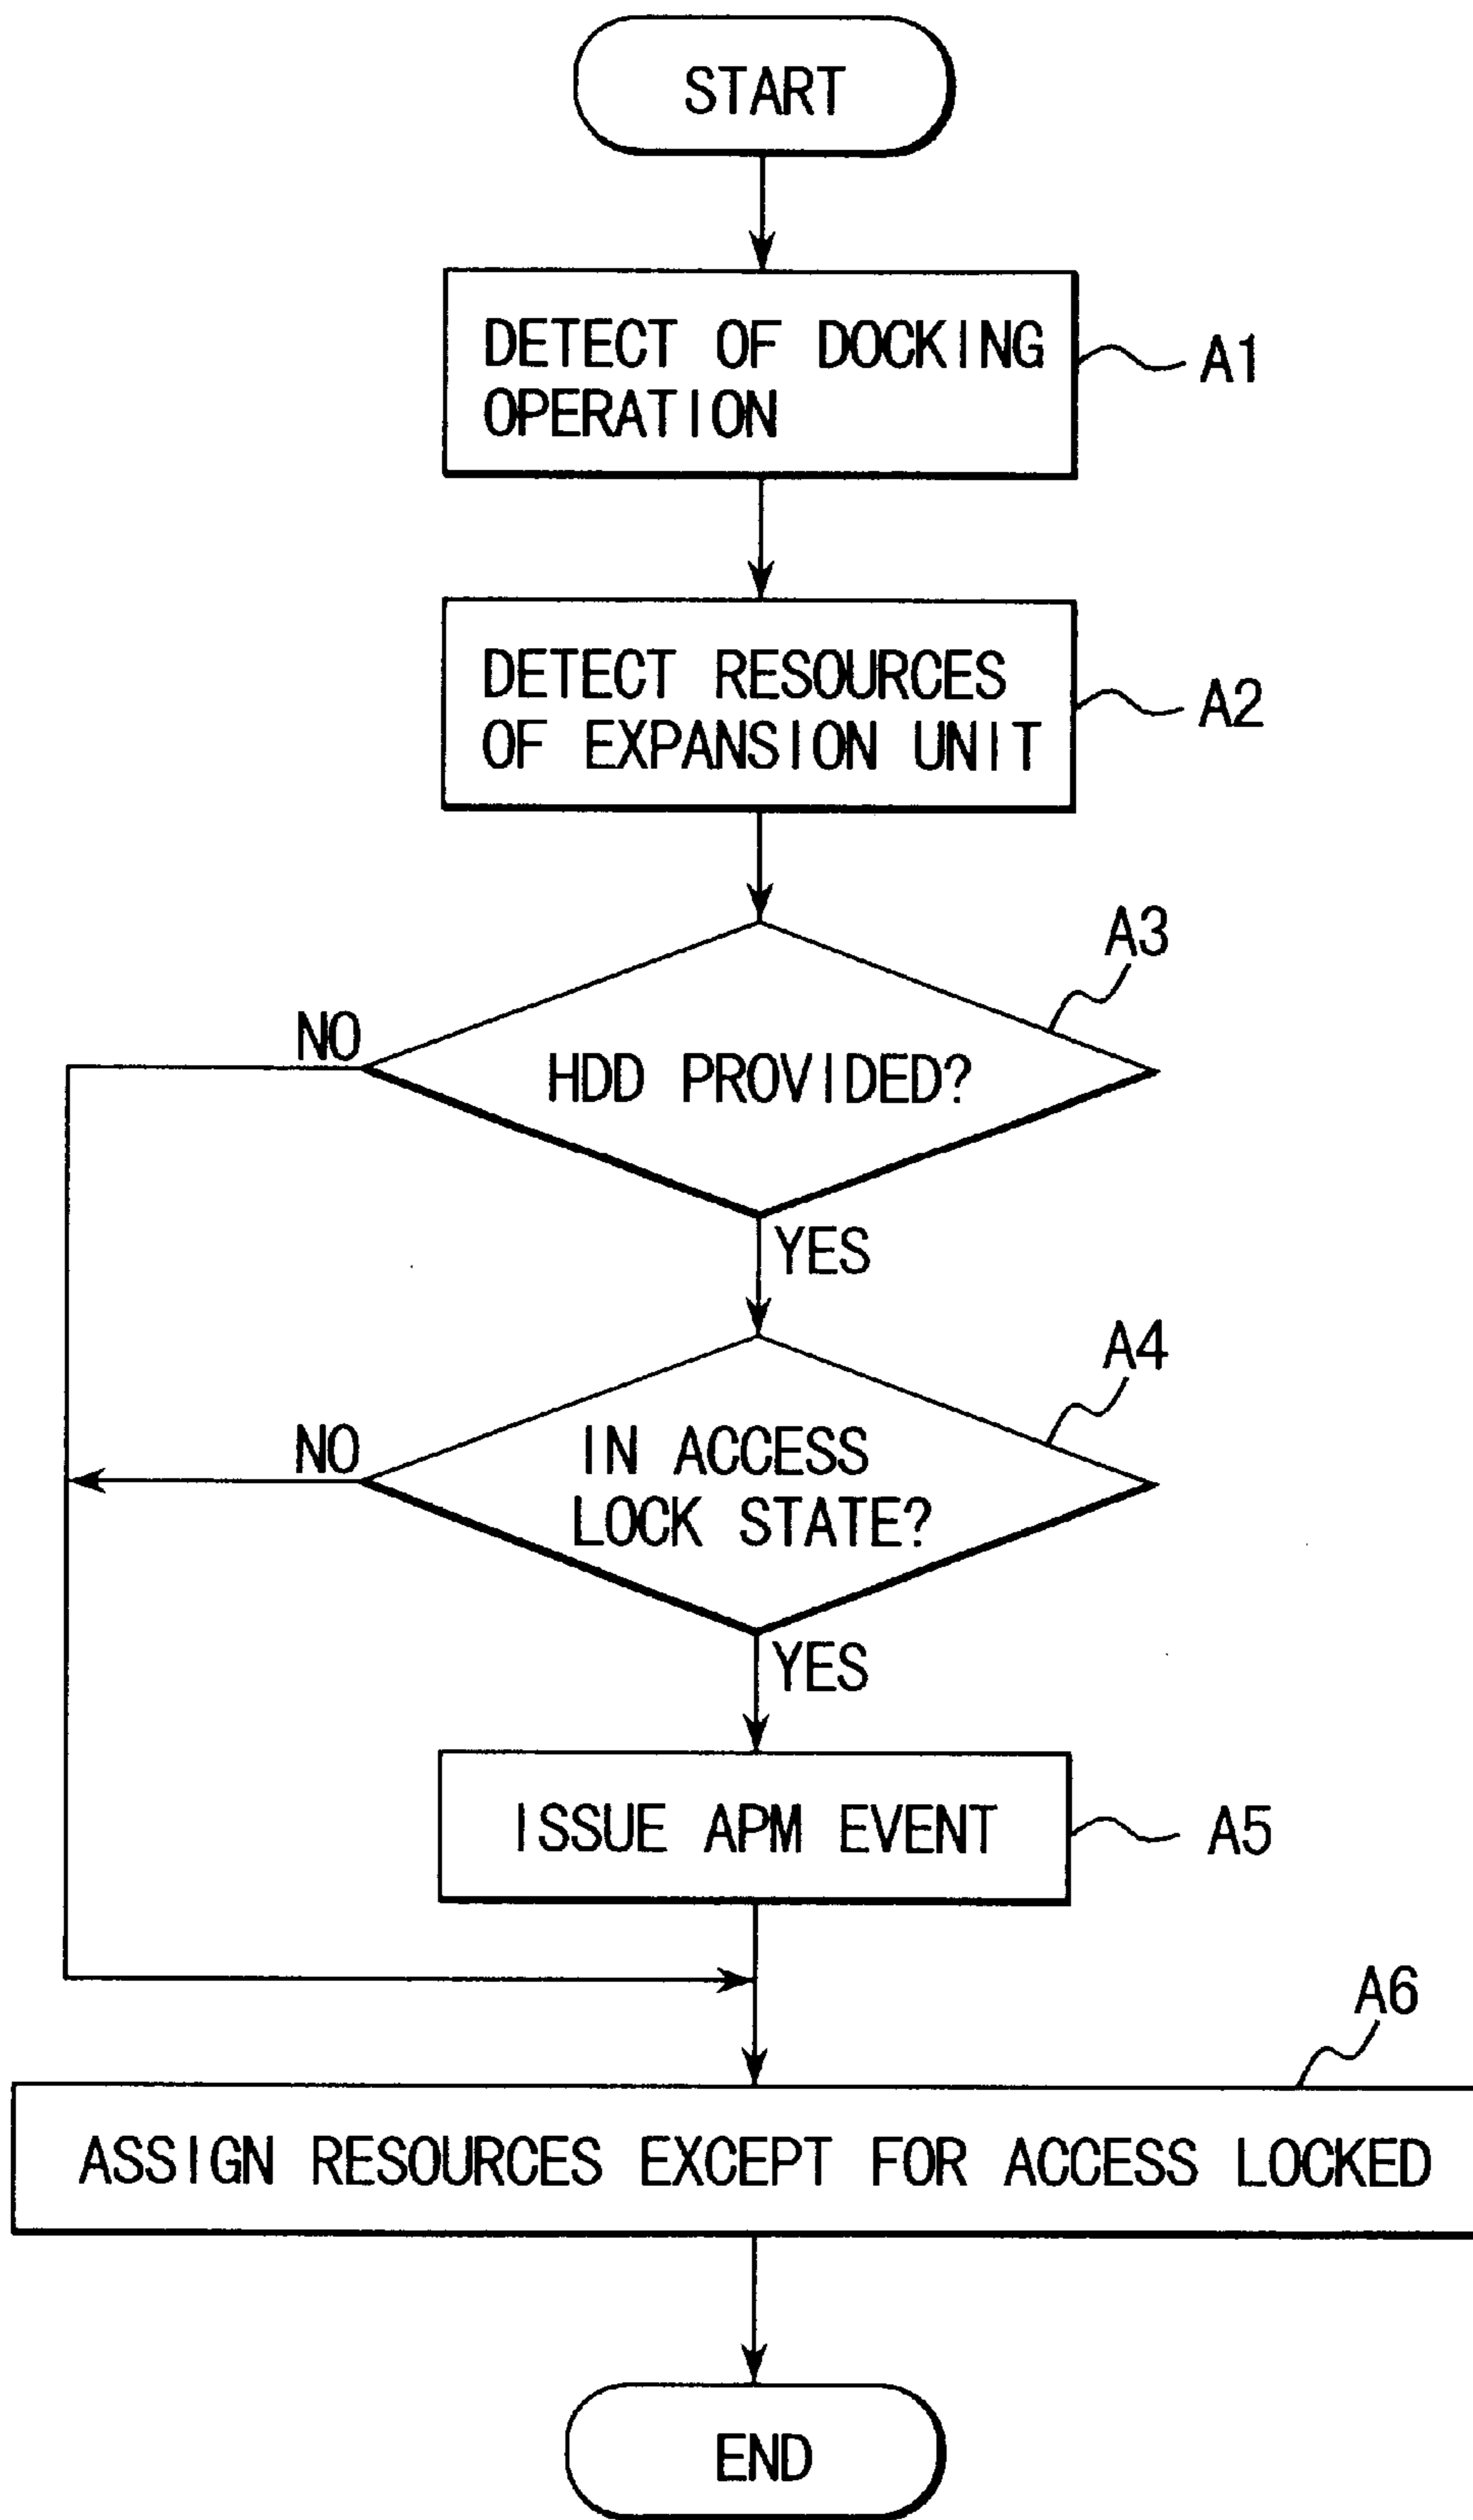 START
DETECT OF DOCKING
OPERATION
A1
DETECT RESOURCES
OF EXPANSION UNIT
A2
A3
NO
HDD PROVIDED?
YES
A4
NO
IN ACCESS
LOCK STATE?
YES
ISSUE APM EVENT
A5
A6
ASSIGN RESOURCES EXCEPT FOR ACCESS LOCKED
END